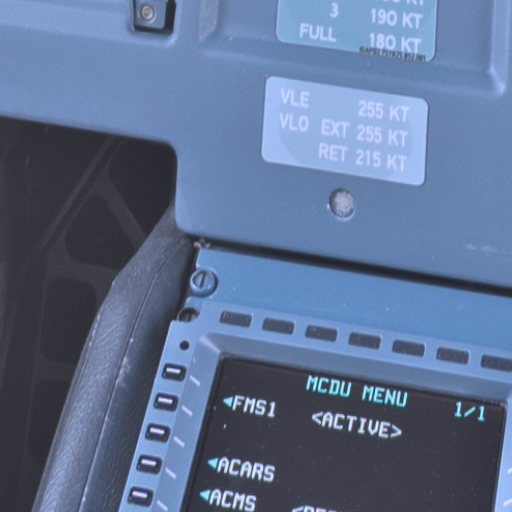 3 190 KT
FULL 180 KT
VLE 255 KT
VLO EXT 255 KT
RET 215 KT
MCDU MENU 1/1
◄FMS1 <ACTIVE>
◄ACARS
◄ACMS